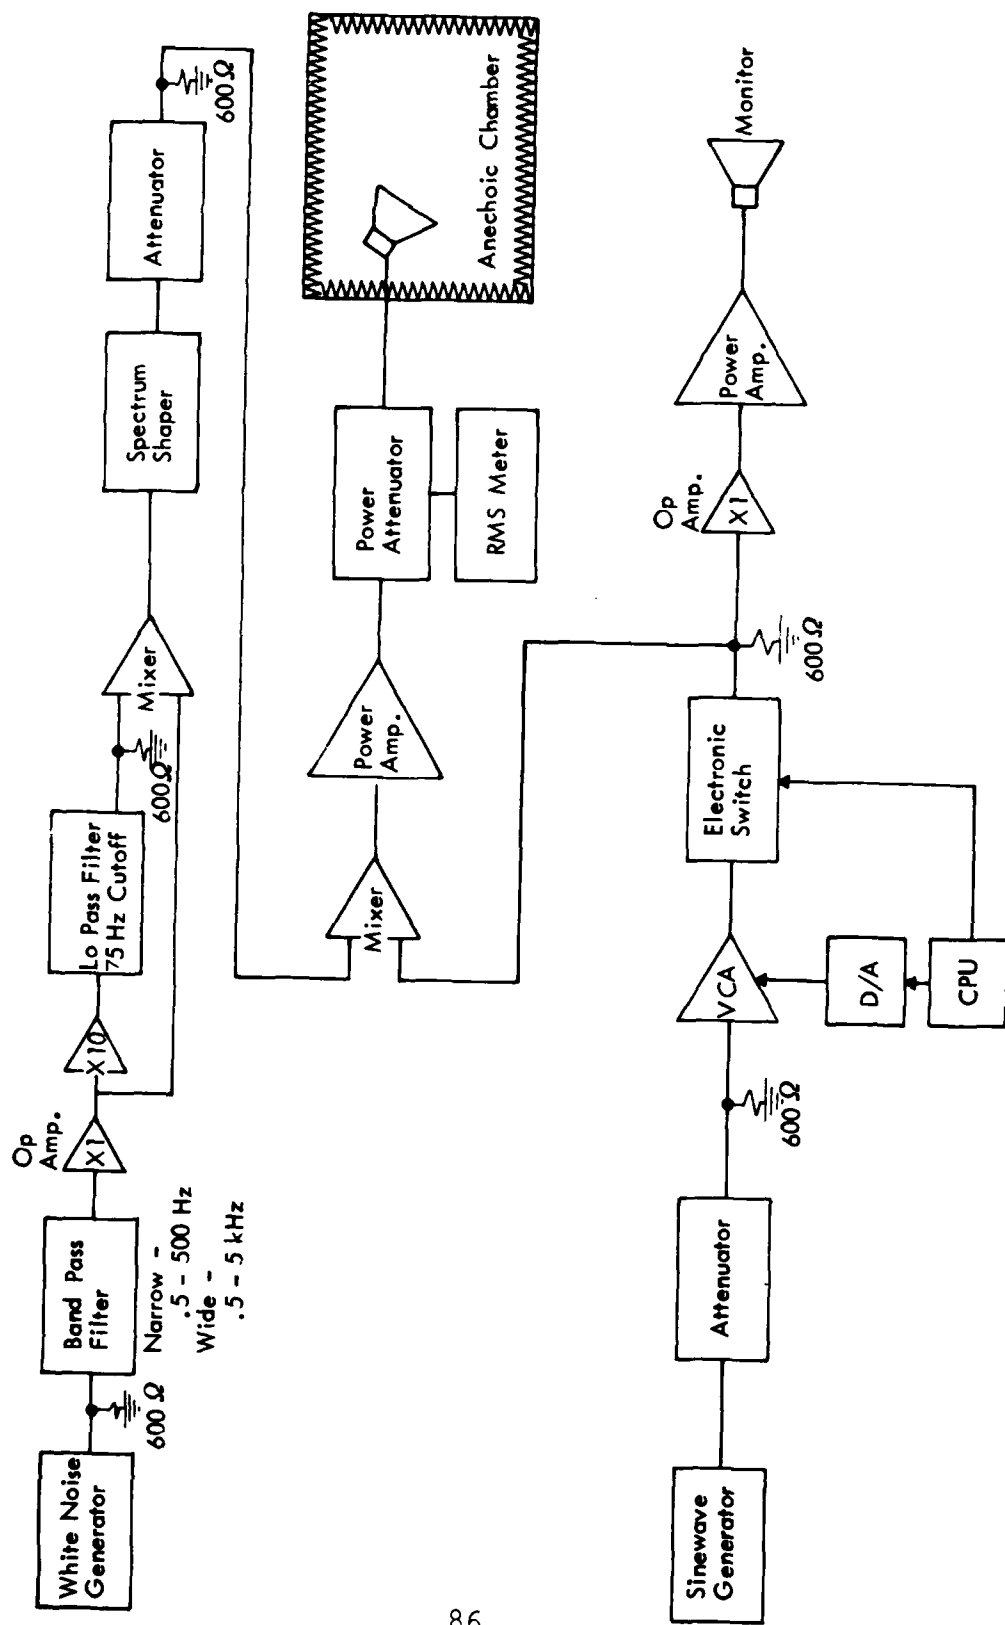 White Noise
Generator
600 Ω
Band Pass
Filter
Narrow -
.5 - 500 Hz
Wide -
.5 - 5 kHz
Op
Amp.
X1
X10
Lo Pass Filter
75 Hz Cutoff
600 Ω
Mixer
Spectrum
Shaper
Attenuator
600 Ω
Mixer
Power
Amp.
Power
Attenuator
RMS Meter
Anechoic Chamber
Sinewave
Generator
Attenuator
600 Ω
VCA
D/A
CPU
Electronic
Switch
600 Ω
Op
Amp.
X1
Power
Amp.
Monitor
86